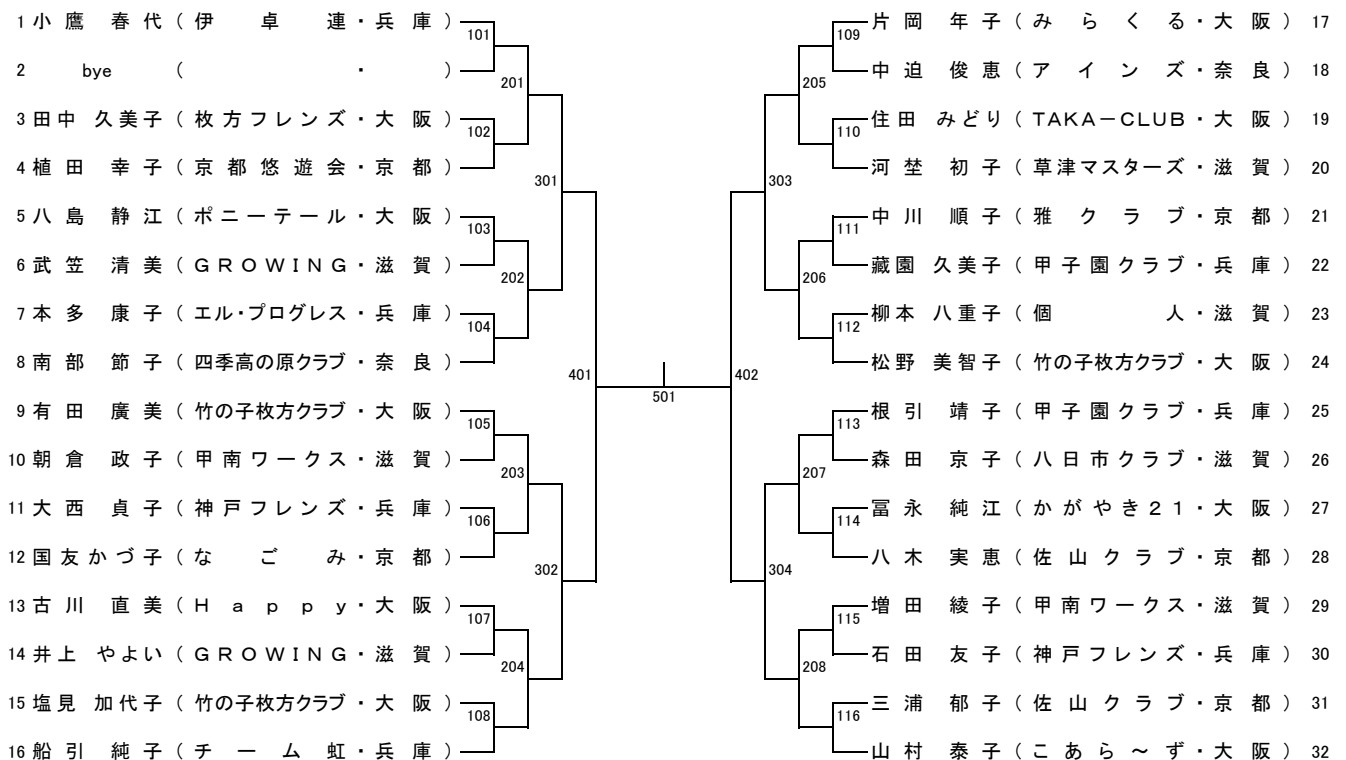 1 小鷹 春代 ( 伊卓連・兵庫 )
2 bye ( ・ )
3 田中 久美子 ( 枚方フレンズ・大阪 )
4 植田 幸子 ( 京都悠遊会・京都 )
5 八島 静江 ( ポニーテール・大阪 )
6 武笠 清美 ( GROWING・滋賀 )
7 本多 康子 ( エル・プログレス・兵庫 )
8 南部 節子 ( 四季高の原クラブ・奈良 )
9 有田 廣美 ( 竹の子枚方クラブ・大阪 )
10 朝倉 政子 ( 甲南ワークス・滋賀 )
11 大西 貞子 ( 神戸フレンズ・兵庫 )
12 国友かづ子 ( なごみ・京都 )
13 古川 直美 ( Happy・大阪 )
14 井上 やよい ( GROWING・滋賀 )
15 塩見 加代子 ( 竹の子枚方クラブ・大阪 )
16 船引 純子 ( チーム虹・兵庫 )
101
102
103
104
105
106
107
108
201
202
203
204
301
302
401
501
402
303
304
205
206
207
208
109
110
111
112
113
114
115
116
片岡 年子 ( みらくる・大阪 ) 17
中迫 俊恵 ( アインズ・奈良 ) 18
住田 みどり ( TAKA-CLUB・大阪 ) 19
河埜 初子 ( 草津マスターズ・滋賀 ) 20
中川 順子 ( 雅クラブ・京都 ) 21
藏園 久美子 ( 甲子園クラブ・兵庫 ) 22
柳本 八重子 ( 個人・滋賀 ) 23
松野 美智子 ( 竹の子枚方クラブ・大阪 ) 24
根引 靖子 ( 甲子園クラブ・兵庫 ) 25
森田 京子 ( 八日市クラブ・滋賀 ) 26
冨永 純江 ( かがやき21・大阪 ) 27
八木 実恵 ( 佐山クラブ・京都 ) 28
増田 綾子 ( 甲南ワークス・滋賀 ) 29
石田 友子 ( 神戸フレンズ・兵庫 ) 30
三浦 郁子 ( 佐山クラブ・京都 ) 31
山村 泰子 ( こあら~ず・大阪 ) 32